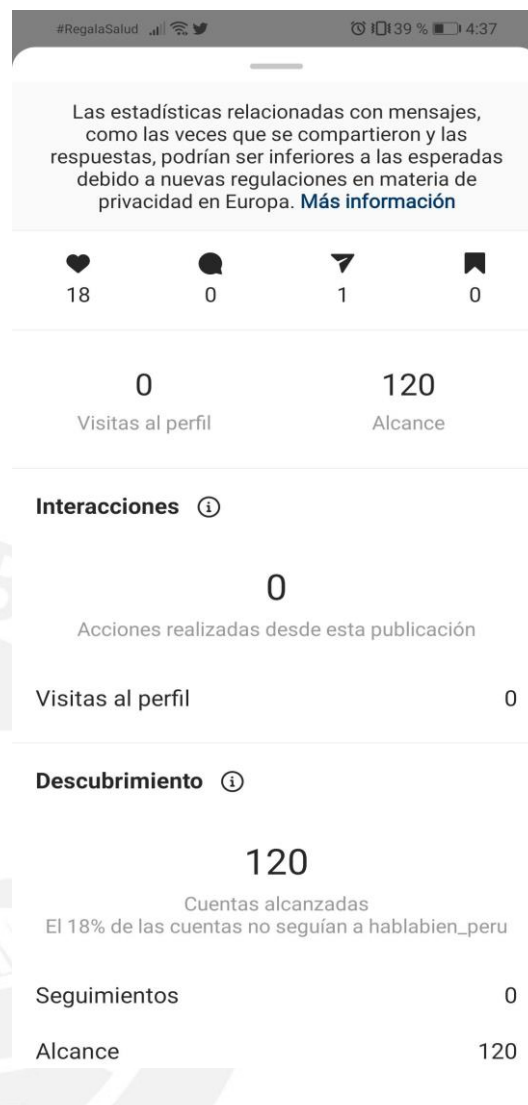 #RegalaSalud 39 % 4:37
Las estadísticas relacionadas con mensajes,
como las veces que se compartieron y las
respuestas, podrían ser inferiores a las esperadas
debido a nuevas regulaciones en materia de
privacidad en Europa. Más información
18 0 1 0
0 120
Visitas al perfil Alcance
Interacciones
0
Acciones realizadas desde esta publicación
Visitas al perfil 0
Descubrimiento
120
Cuentas alcanzadas
El 18% de las cuentas no seguían a hablabien_peru
Seguimientos 0
Alcance 120